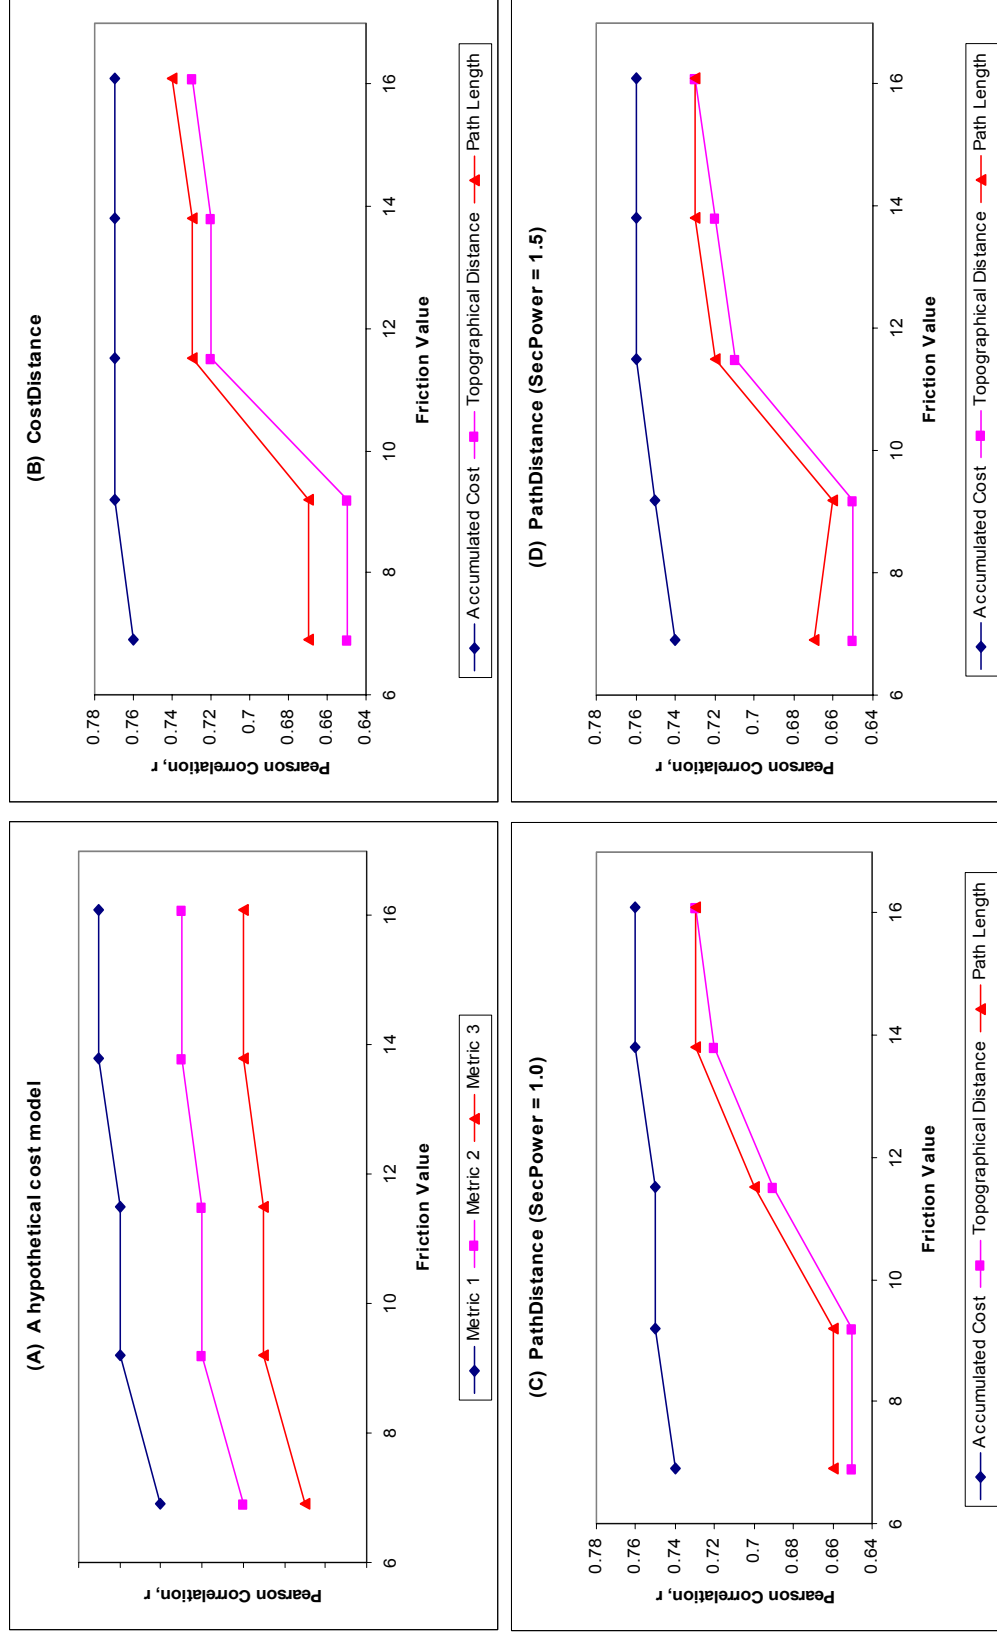 (A) A hypothetical cost model
Pearson Correlation, r
6 8 10 12 14 16
Friction Value
Metric 1 Metric 2 Metric 3
(B) CostDistance
0.78
0.76
0.74
0.72
0.7
0.68
0.66
0.64
Pearson Correlation, r
6 8 10 12 14 16
Friction Value
Accumulated Cost Topographical Distance Path Length
(C) PathDistance (SecPower = 1.0)
0.78
0.76
0.74
0.72
0.7
0.68
0.66
0.64
Pearson Correlation, r
6 8 10 12 14 16
Friction Value
Accumulated Cost Topographical Distance Path Length
(D) PathDistance (SecPower = 1.5)
0.78
0.76
0.74
0.72
0.7
0.68
0.66
0.64
Pearson Correlation, r
6 8 10 12 14 16
Friction Value
Accumulated Cost Topographical Distance Path Length